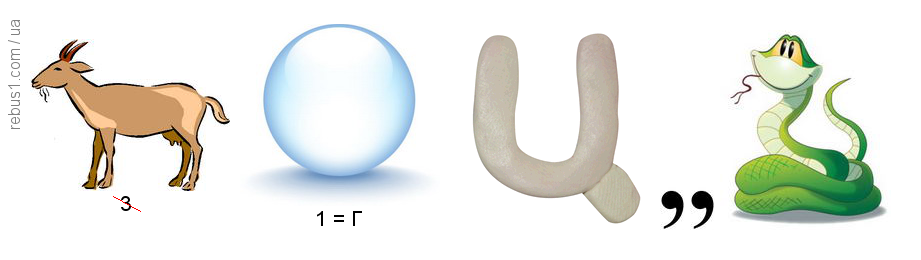 rebus1.com/ua
Ц
,,
З
1 = Г